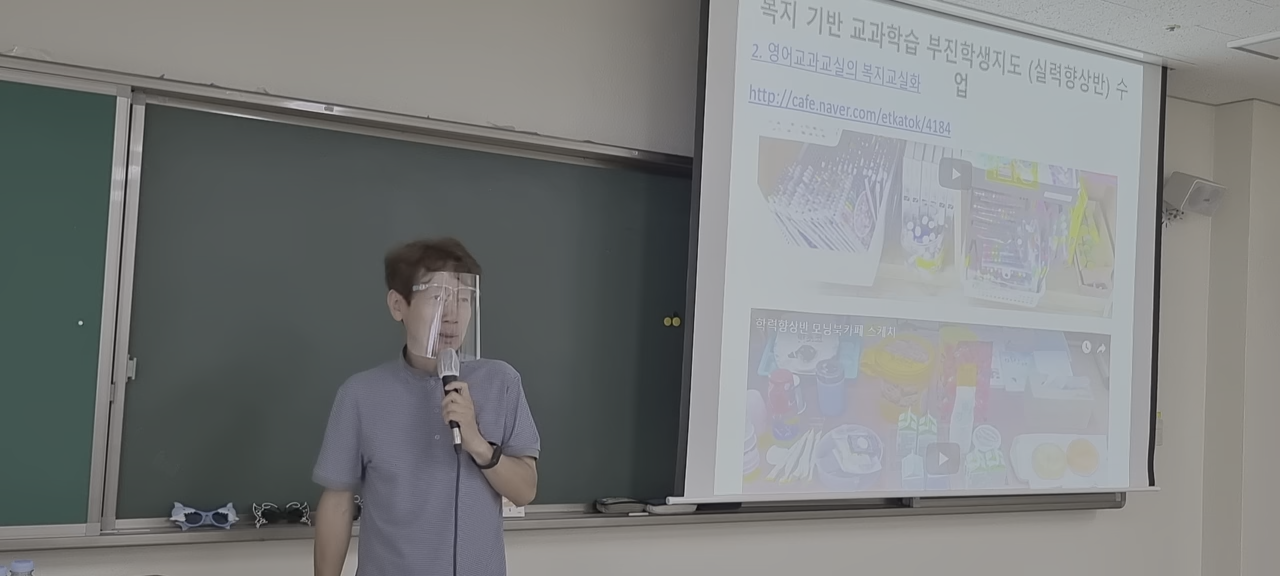 복지 기반 교과학습 부진학생지도 (실력향상반) 수
업
2. 영어교과교실의 복지교실화
http://cafe.naver.com/etkatok/4184
학력향상반 모닝북카페 스케치